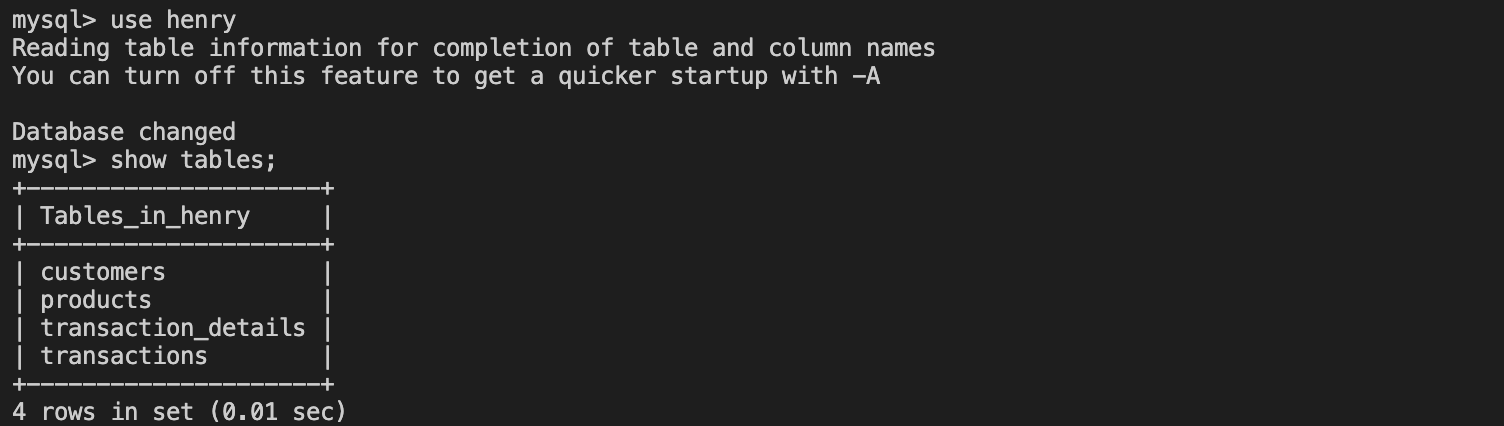 mysql> use henry
Reading table information for completion of table and column names
You can turn off this feature to get a quicker startup with -A

Database changed
mysql> show tables;
+---------------------+
| Tables_in_henry     |
+---------------------+
| customers           |
| products            |
| transaction_details |
| transactions        |
+---------------------+
4 rows in set (0.01 sec)